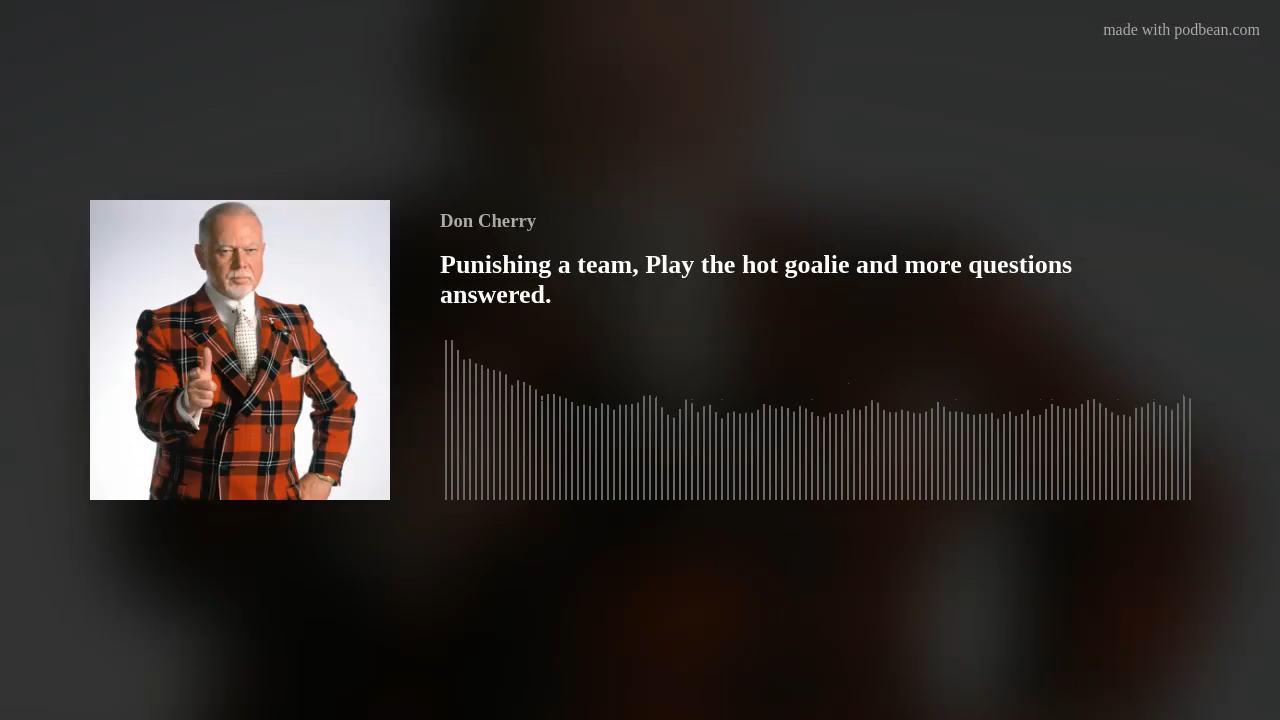 made with podbean.com
Don Cherry
Punishing a team, Play the hot goalie and more questions
answered.